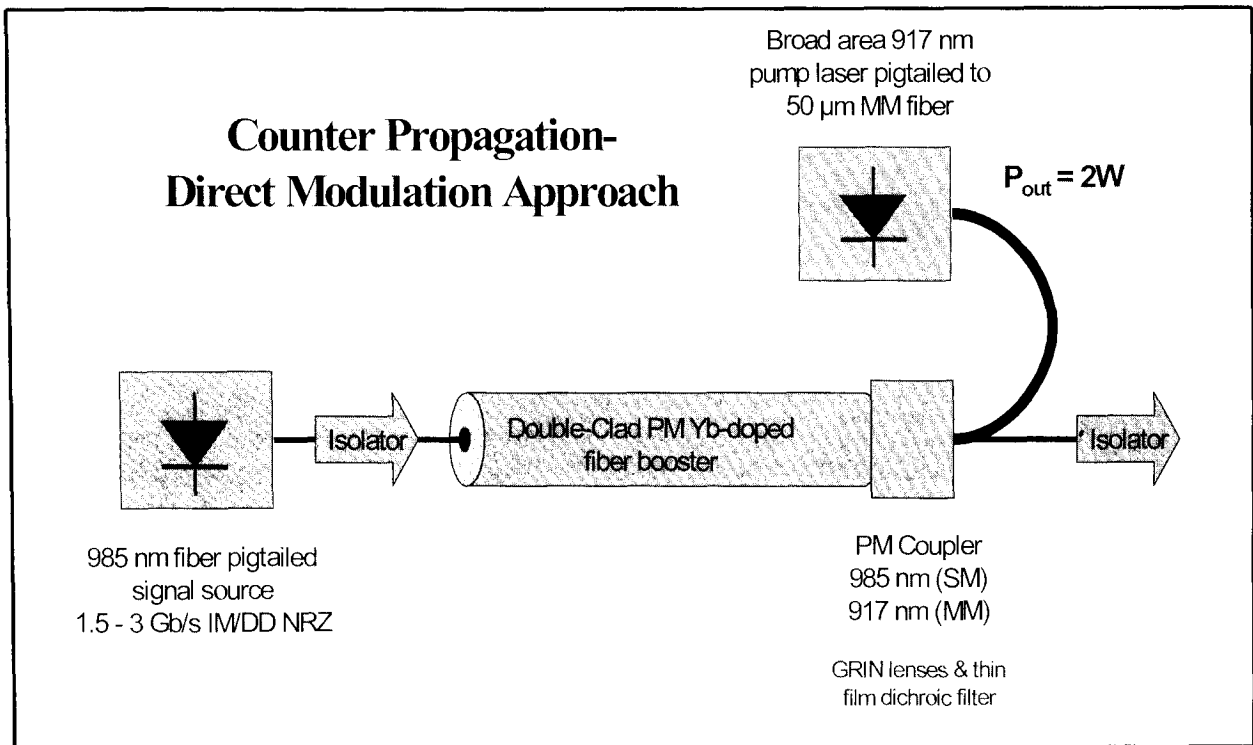 Counter Propagation-
Direct Modulation Approach
Broad area 917 nm
pump laser pigtailed to
50 µm MM fiber
P_out = 2W
Isolator
Double-Clad PM Yb-doped
fiber booster
Isolator
985 nm fiber pigtailed
signal source
1.5 - 3 Gb/s IM/DD NRZ
PM Coupler
985 nm (SM)
917 nm (MM)
GRIN lenses & thin
film dichroic filter